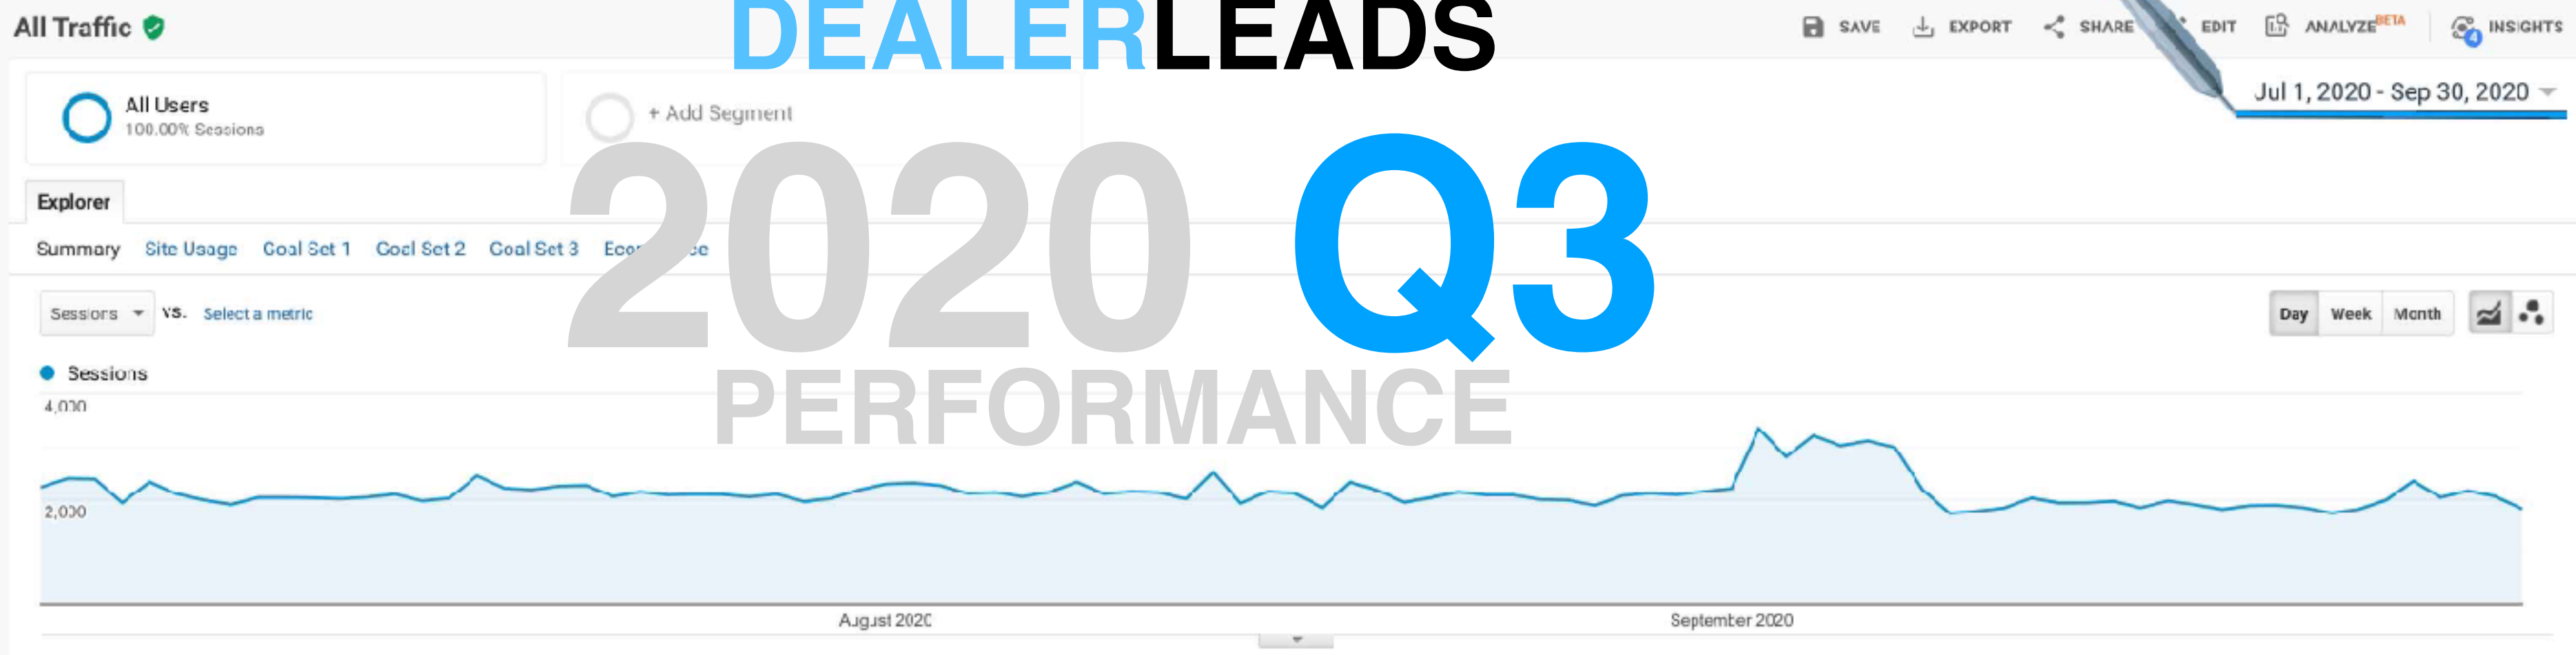 All Traffic
DEALERLEADS
SAVE EXPORT SHARE EDIT ANALYZE BETA 4 INSIGHTS
All Users
100.00% Sessions
+ Add Segment
Jul 1, 2020 - Sep 30, 2020
2020 Q3
Explorer
Summary Site Usage Goal Set 1 Goal Set 2 Goal Set 3
Sessions VS. Select a metric
Day Week Month
PERFORMANCE
Sessions
4,000
2,000
August 2020
September 2020